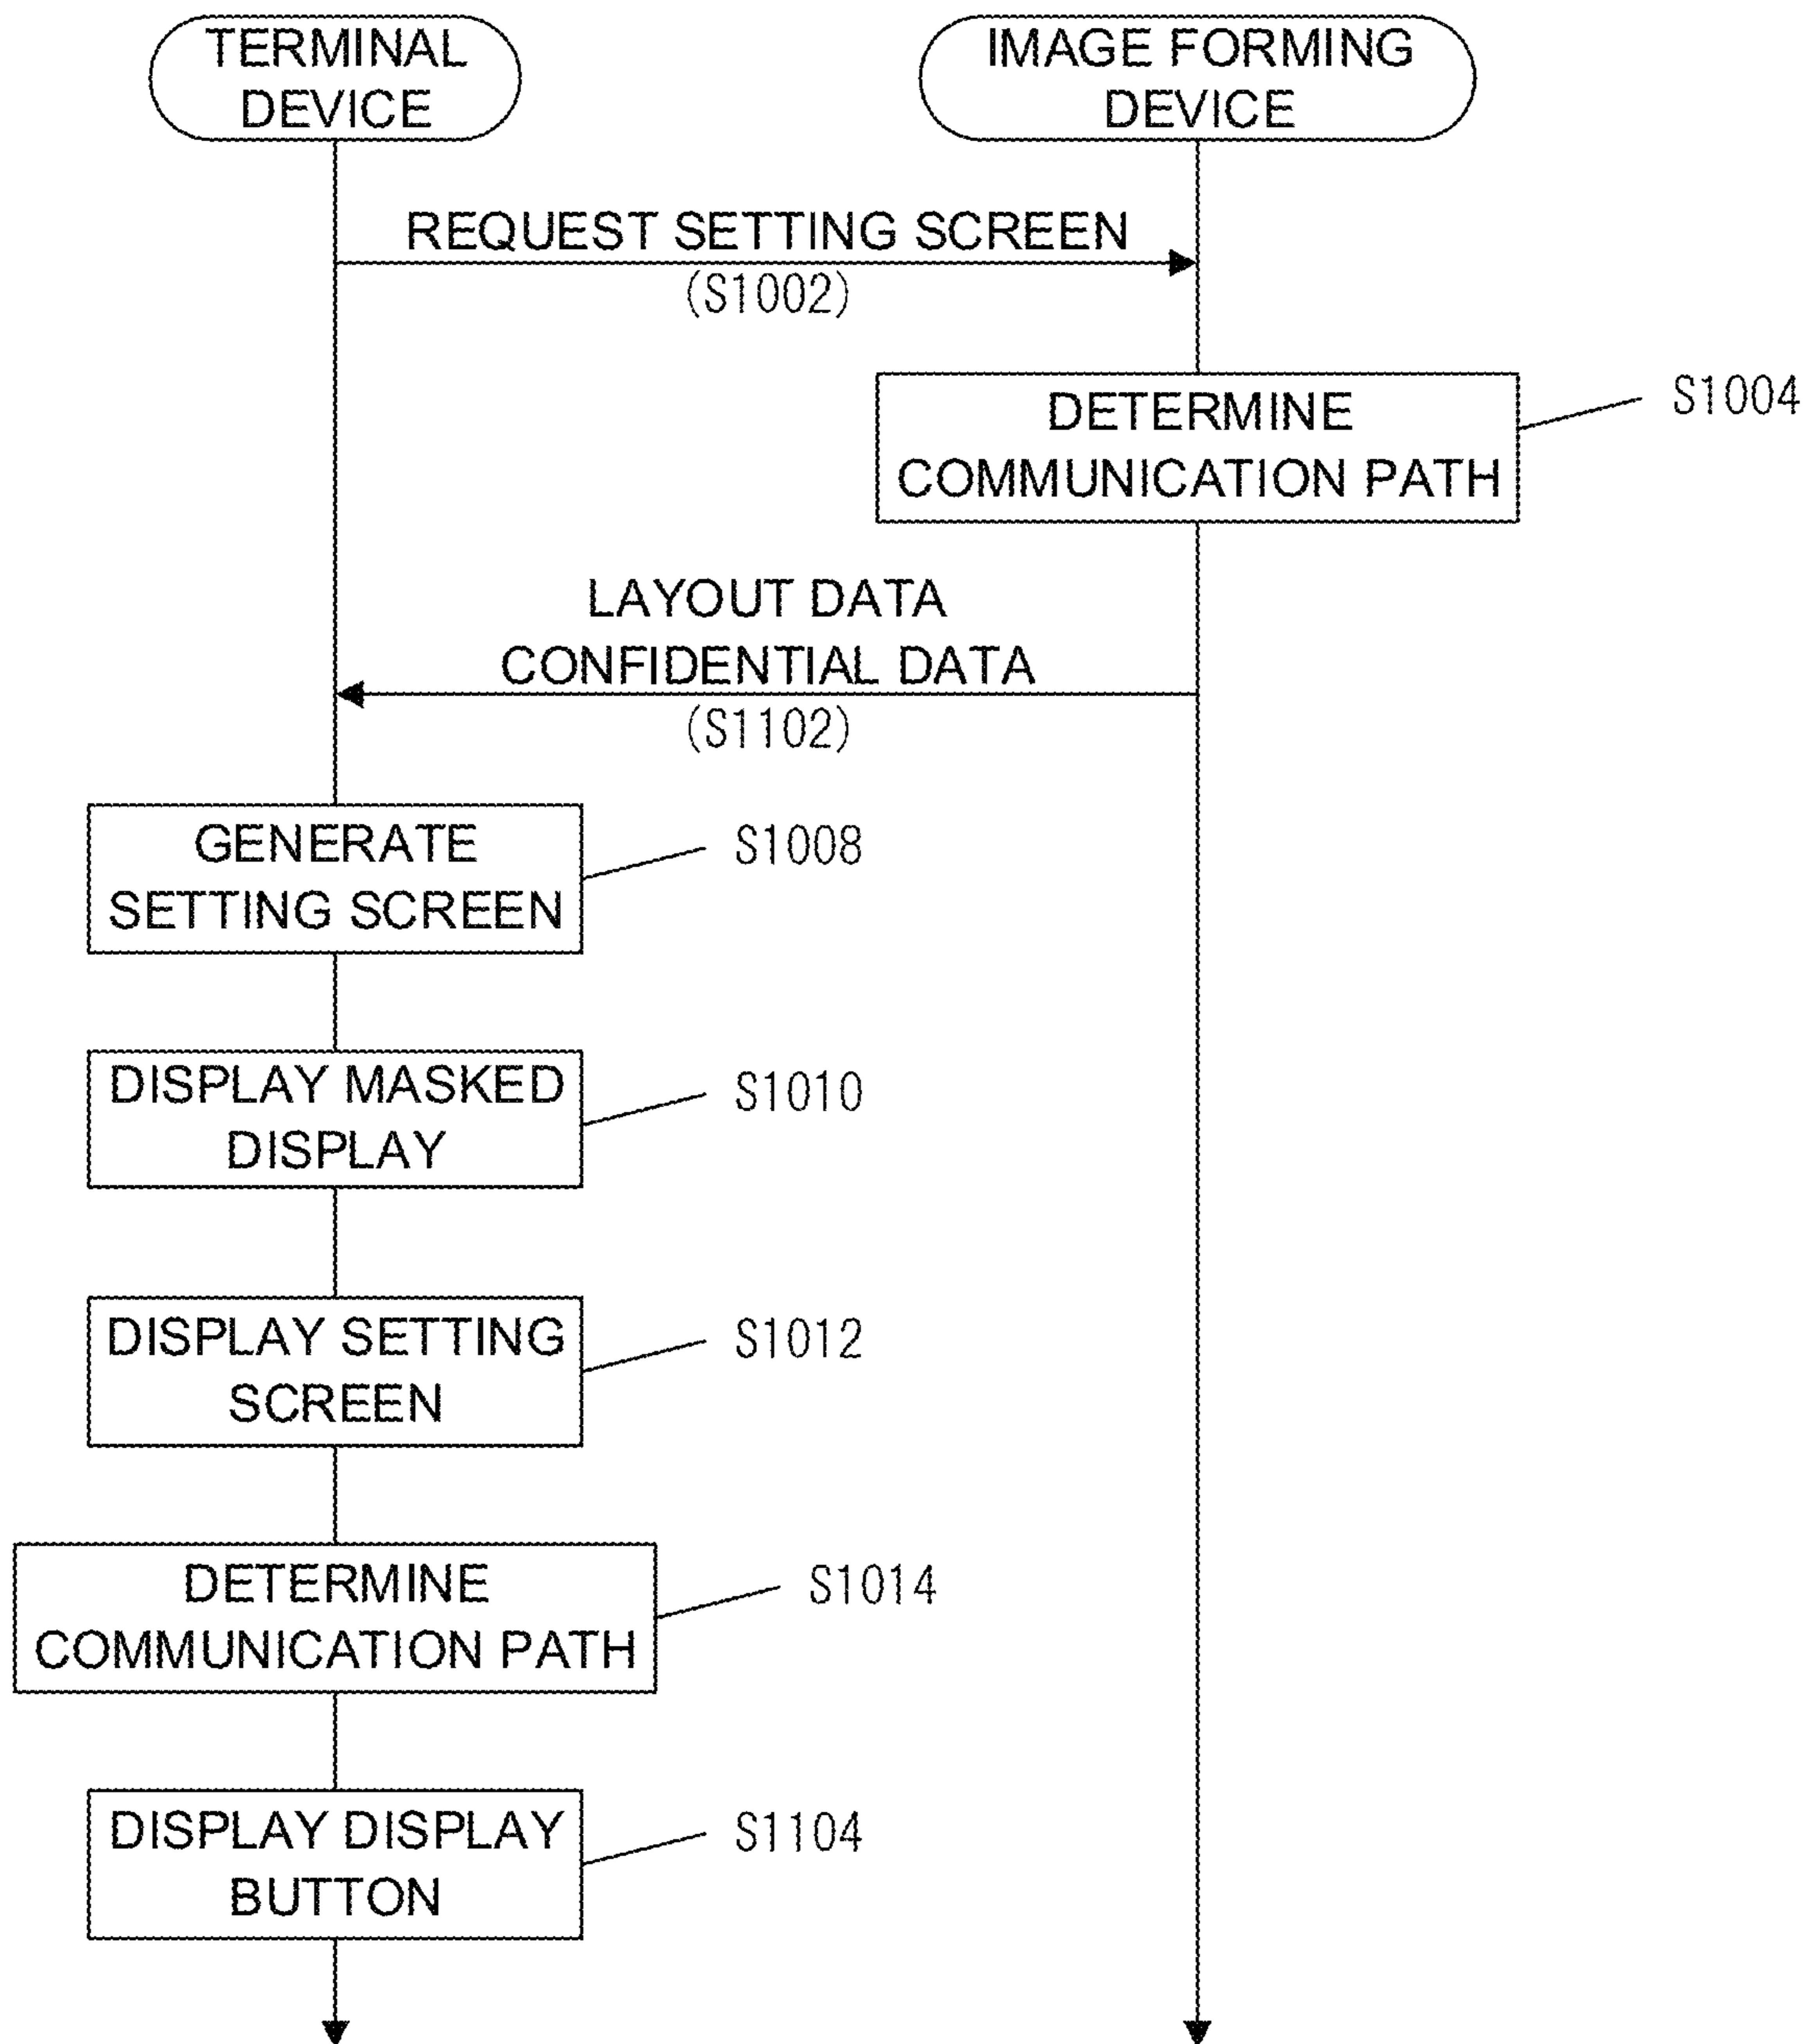 TERMINAL
DEVICE
IMAGE FORMING
DEVICE
REQUEST SETTING SCREEN
(S1002)
DETERMINE
COMMUNICATION PATH
S1004
LAYOUT DATA
CONFIDENTIAL DATA
(S1102)
GENERATE
SETTING SCREEN
S1008
DISPLAY MASKED
DISPLAY
S1010
DISPLAY SETTING
SCREEN
S1012
DETERMINE
COMMUNICATION PATH
S1014
DISPLAY DISPLAY
BUTTON
S1104